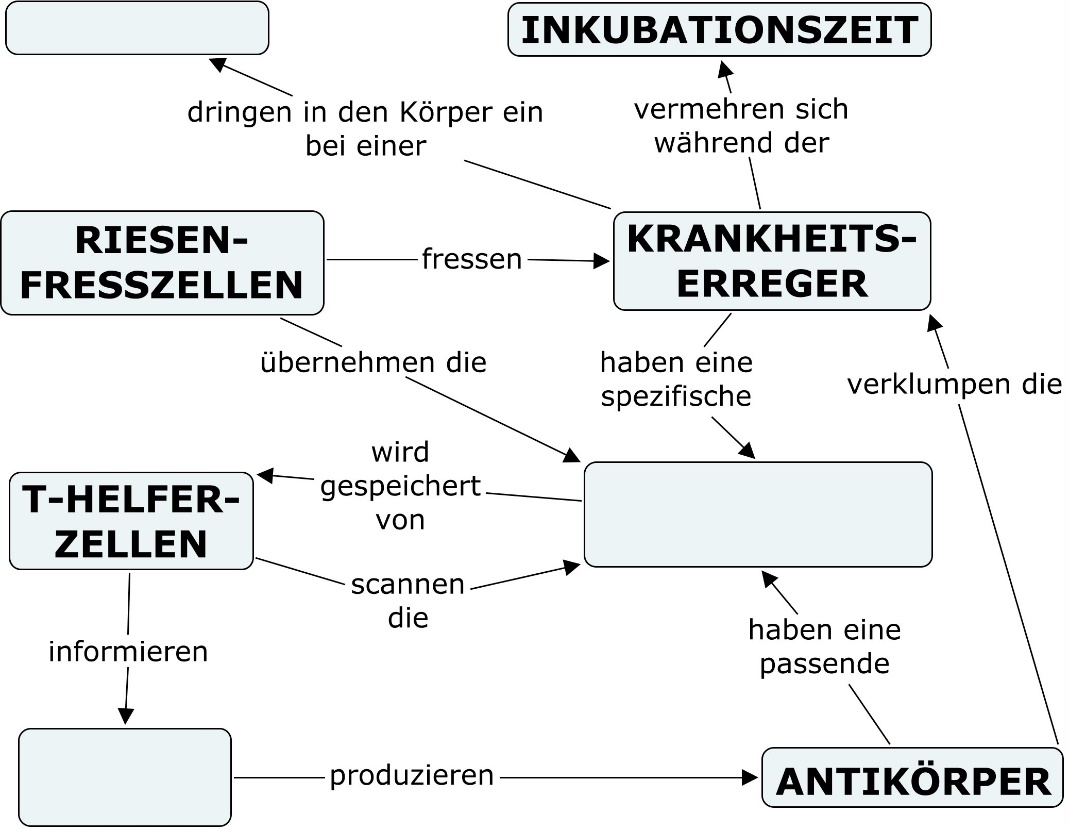 INKUBATIONSZEIT
dringen in den Körper ein
bei einer
vermehren sich
während der
RIESEN-
FRESSZELLEN
fressen
KRANKHEITS-
ERREGER
übernehmen die
haben eine
spezifische
verklumpen die
wird
gespeichert
von
T-HELFER-
ZELLEN
scannen
die
informieren
haben eine
passende
produzieren
ANTIKÖRPER